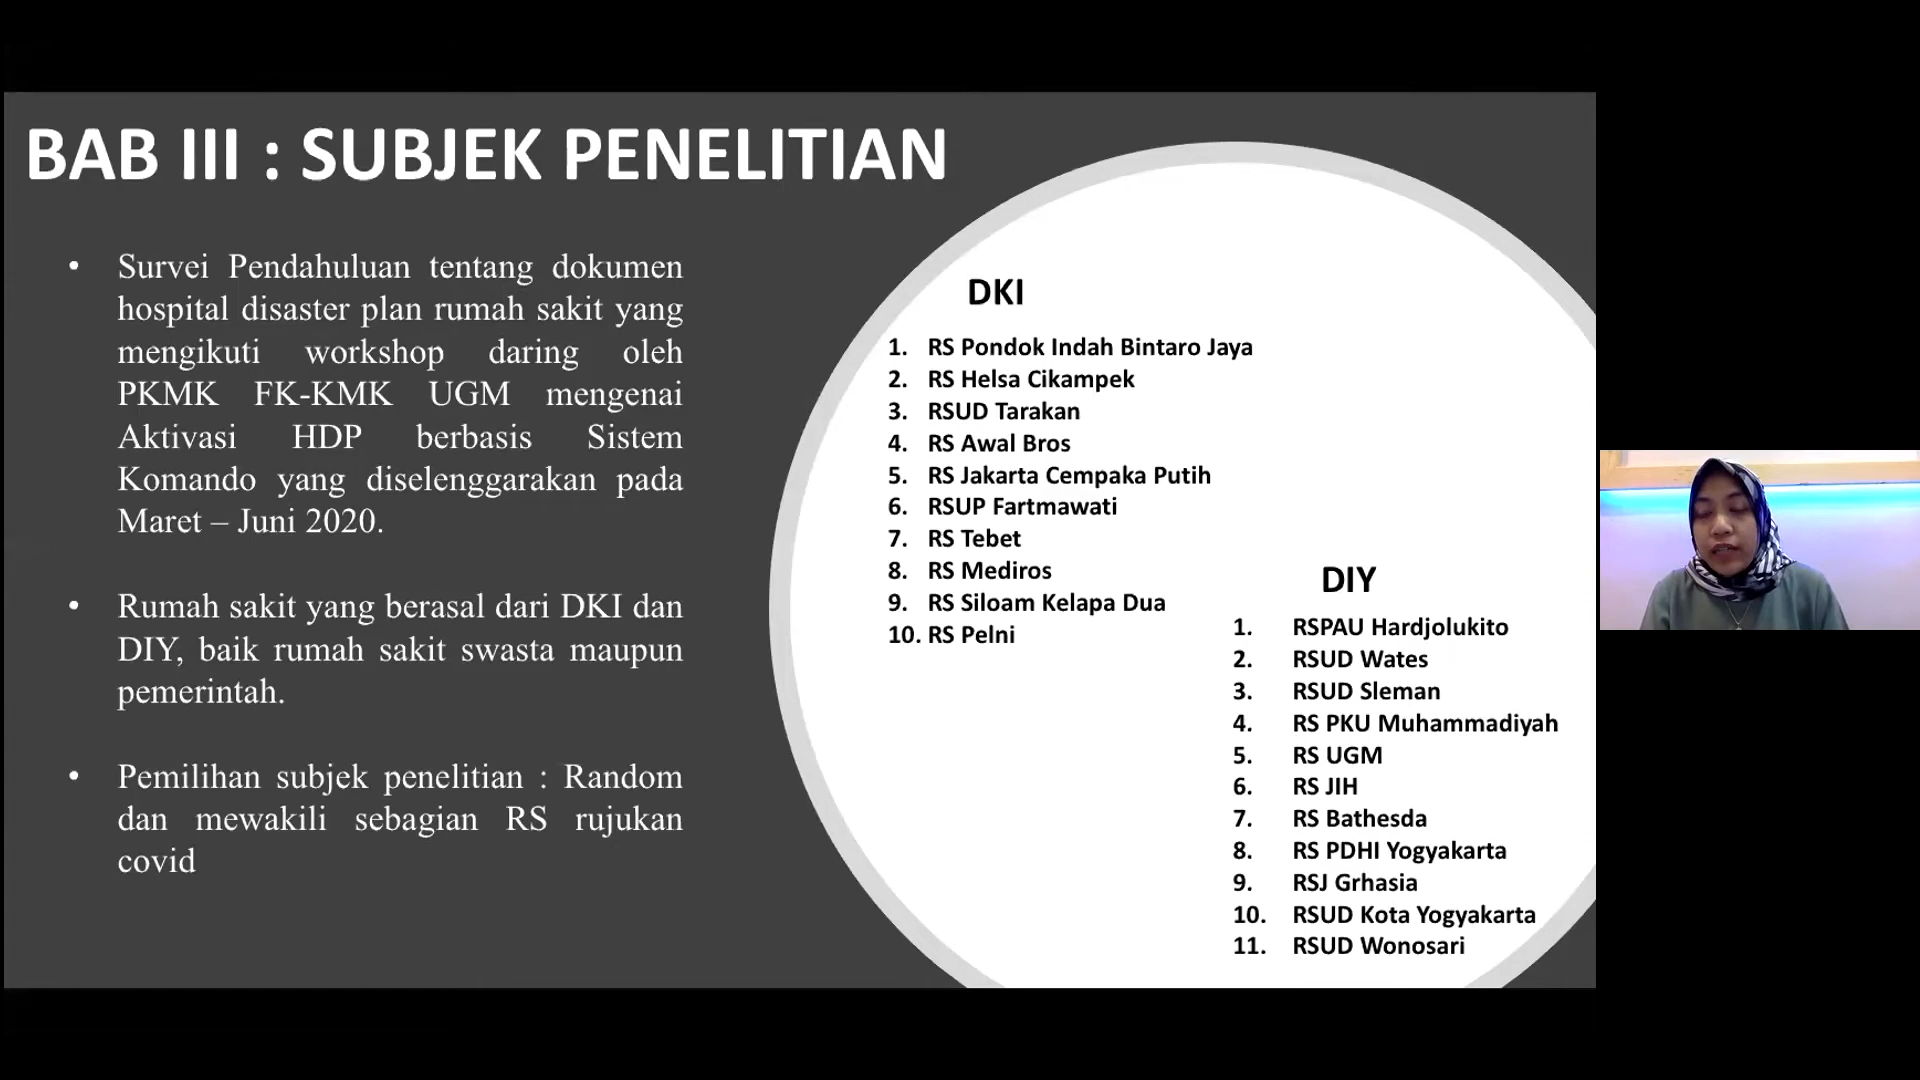 BAB III : SUBJEK PENELITIAN
• Survei Pendahuluan tentang dokumen
hospital disaster plan rumah sakit yang
mengikuti workshop daring oleh
PKMK FK-KMK UGM mengenai
Aktivasi HDP berbasis Sistem
Komando yang diselenggarakan pada
Maret – Juni 2020.
• Rumah sakit yang berasal dari DKI dan
DIY, baik rumah sakit swasta maupun
pemerintah.
• Pemilihan subjek penelitian : Random
dan mewakili sebagian RS rujukan
covid
DKI
1. RS Pondok Indah Bintaro Jaya
2. RS Helsa Cikampek
3. RSUD Tarakan
4. RS Awal Bros
5. RS Jakarta Cempaka Putih
6. RSUP Fartmawati
7. RS Tebet
8. RS Mediros
9. RS Siloam Kelapa Dua
10. RS Pelni
DIY
1. RSPAU Hardjolukito
2. RSUD Wates
3. RSUD Sleman
4. RS PKU Muhammadiyah
5. RS UGM
6. RS JIH
7. RS Bathesda
8. RS PDHI Yogyakarta
9. RSJ Grhasia
10. RSUD Kota Yogyakarta
11. RSUD Wonosari